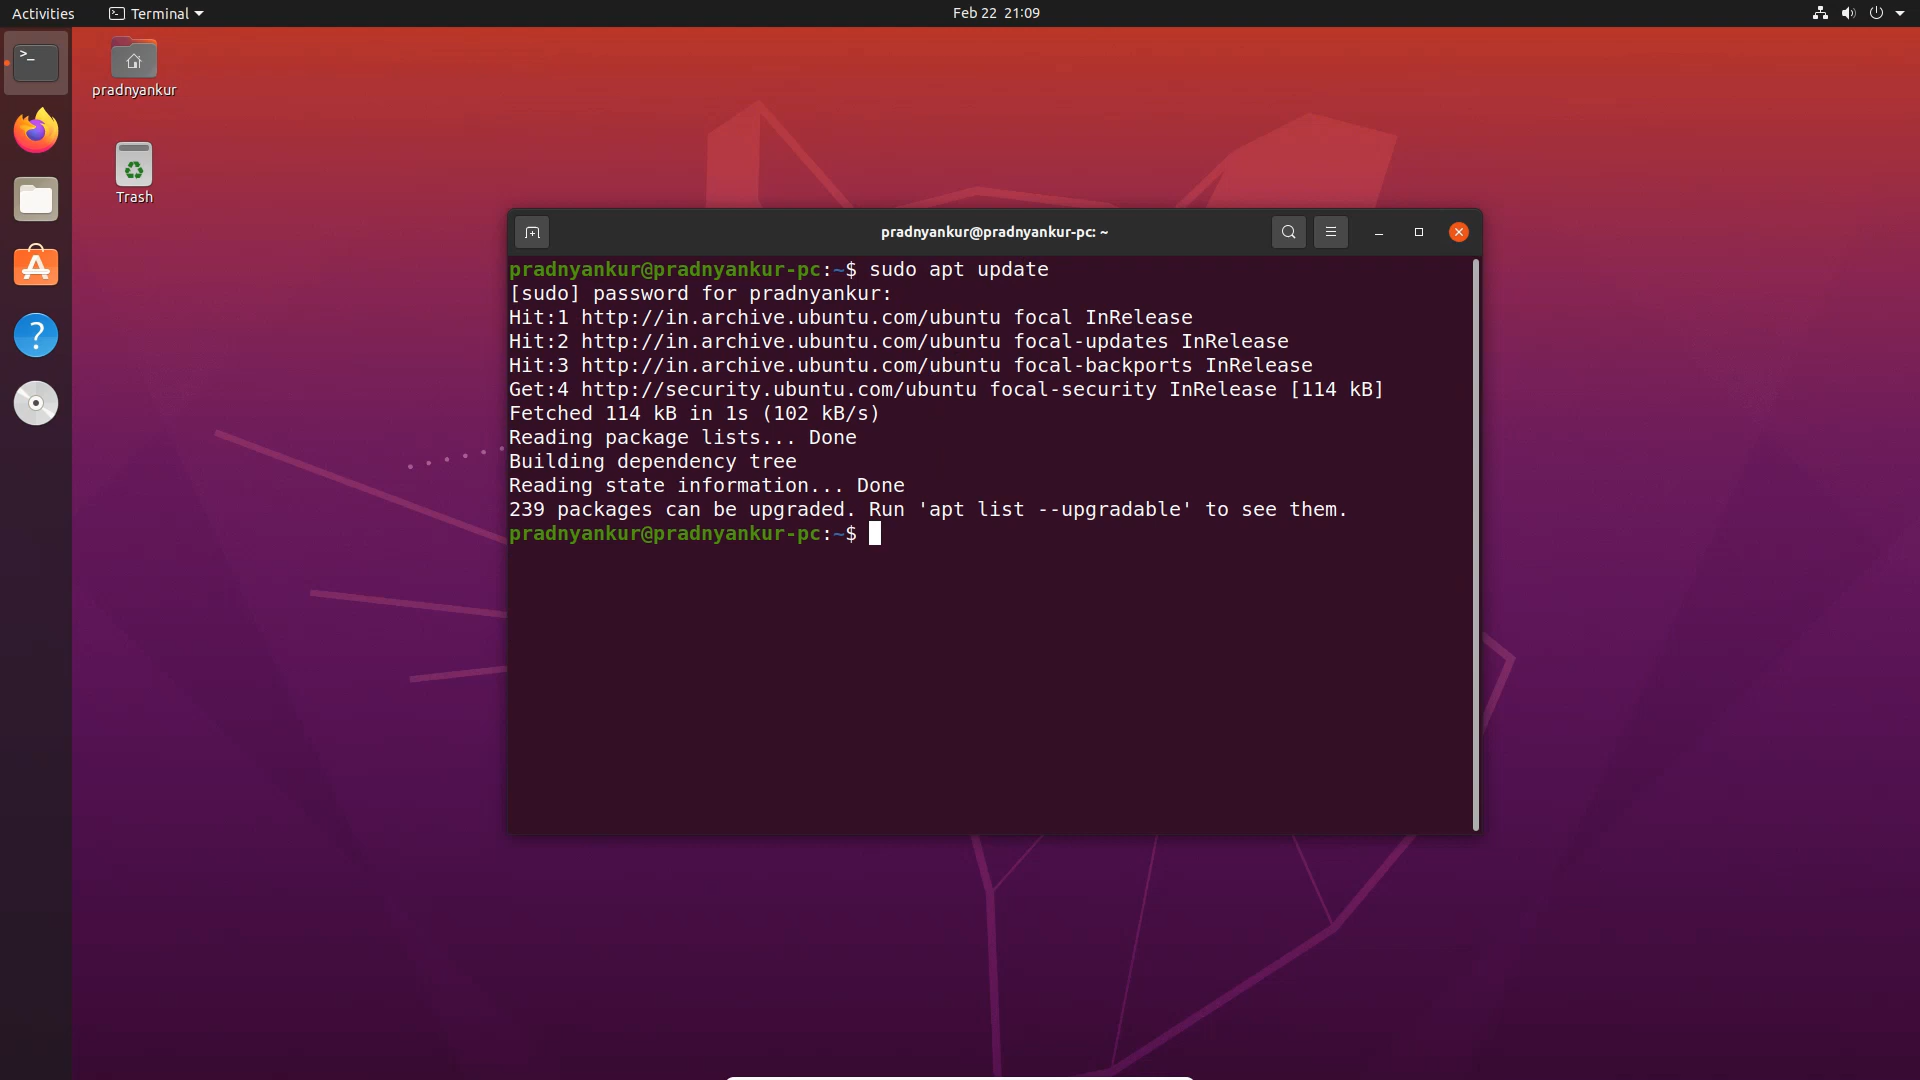 Activities
Terminal
Feb 22 21:09
pradnyankur
Trash
pradnyankur@pradnyankur-pc: ~
pradnyankur@pradnyankur-pc:~$ sudo apt update
[sudo] password for pradnyankur:
Hit:1 http://in.archive.ubuntu.com/ubuntu focal InRelease
Hit:2 http://in.archive.ubuntu.com/ubuntu focal-updates InRelease
Hit:3 http://in.archive.ubuntu.com/ubuntu focal-backports InRelease
Get:4 http://security.ubuntu.com/ubuntu focal-security InRelease [114 kB]
Fetched 114 kB in 1s (102 kB/s)
Reading package lists... Done
Building dependency tree
Reading state information... Done
239 packages can be upgraded. Run 'apt list --upgradable' to see them.
pradnyankur@pradnyankur-pc:~$